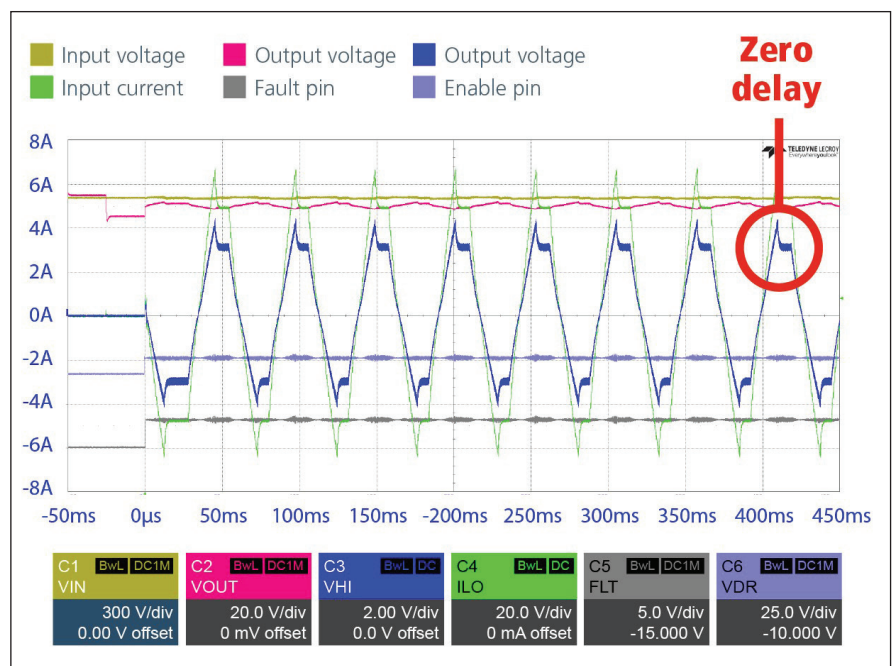 Input voltage Output voltage Output voltage
Input current Fault pin Enable pin
Zero
delay
TELEDYNE LECROY
Everywhereyoulook
8A
6A
4A
2A
0A
-2A
-4A
-6A
-8A
-50ms 0µs 50ms 100ms 150ms -200ms 250ms 300ms 350ms 400ms 450ms
C1 BwL DC1M C2 BwL DC1M C3 BwL DC C4 BwL DC C5 BwL DC1M C6 BwL DC1M
VIN VOUT VHI ILO FLT VDR
300 V/div 20.0 V/div 2.00 V/div 20.0 V/div 5.0 V/div 25.0 V/div
0.00 V offset 0 mV offset 0.0 V offset 0 mA offset -15.000 V -10.000 V